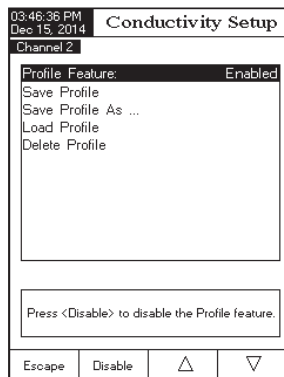 03:46:36 PM
Dec 15, 2014
Conductivity Setup
Channel 2
Profile Feature: Enabled
Save Profile
Save Profile As ...
Load Profile
Delete Profile
Press <Disable> to disable the Profile feature.
Escape Disable △ ▽